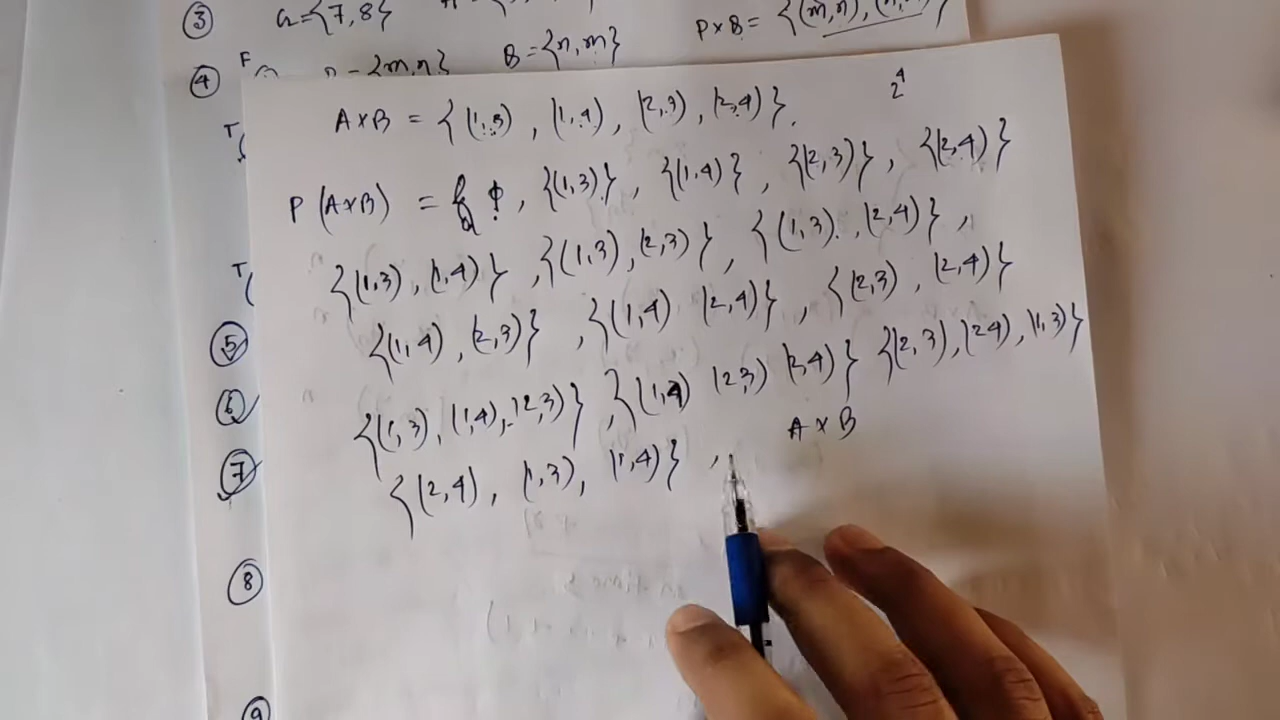 ③ G={7,8}
P×B = {(m,n),
④ F B = {n,m}
A×B = {(1,3), (1,4), (2,3), (2,4)}.
2⁴
P(A×B) = { ϕ, {(1,3)}, {(1,4)}, {(2,3)}, {(2,4)}
{(1,3), (1,4)}, {(1,3), (2,3)}, {(1,3), (2,4)},
{(1,4), (2,3)}, {(1,4) (2,4)}, {(2,3), (2,4)}
{(1,3), (1,4), (2,3)}, {(1,4) (2,3) (2,4)} {(2,3), (2,4), (1,3)}
A×B
{(2,4), (1,3), (1,4)},
T(
T(
⑤
⑥
⑦
⑧
⑨